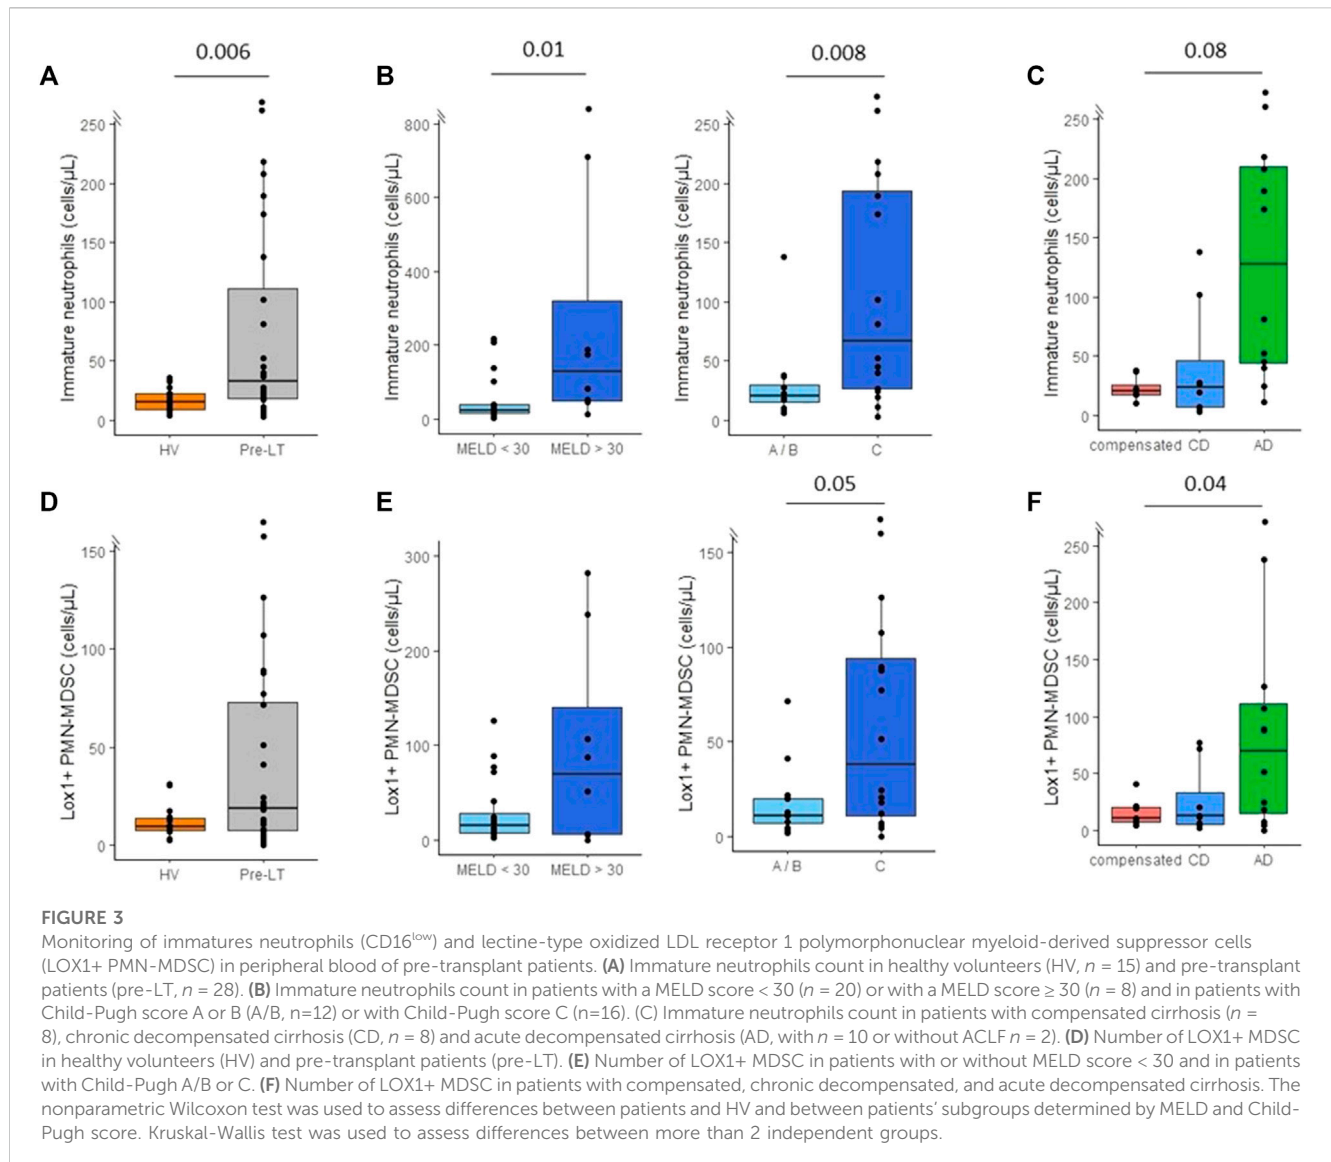 0.006
A
Immature neutrophils (cells/µL)
250
200
150
100
50
0
HV
Pre-LT
0.01
B
Immature neutrophils (cells/µL)
800
600
400
200
0
MELD < 30
MELD > 30
0.008
Immature neutrophils (cells/µL)
250
200
150
100
50
0
A / B
C
0.08
C
Immature neutrophils (cells/µL)
250
200
150
100
50
0
compensated
CD
AD
D
Lox1+ PMN-MDSC (cells/µL)
150
100
50
0
HV
Pre-LT
E
Lox1+ PMN-MDSC (cells/µL)
300
200
100
0
MELD < 30
MELD > 30
0.05
Lox1+ PMN-MDSC (cells/µL)
150
100
50
0
A / B
C
0.04
F
Lox1+ PMN-MDSC (cells/µL)
250
200
150
100
50
0
compensated
CD
AD
FIGURE 3
Monitoring of immatures neutrophils (CD16low) and lectine-type oxidized LDL receptor 1 polymorphonuclear myeloid-derived suppressor cells
(LOX1+ PMN-MDSC) in peripheral blood of pre-transplant patients. (A) Immature neutrophils count in healthy volunteers (HV, n = 15) and pre-transplant
patients (pre-LT, n = 28). (B) Immature neutrophils count in patients with a MELD score < 30 (n = 20) or with a MELD score ≥ 30 (n = 8) and in patients with
Child-Pugh score A or B (A/B, n=12) or with Child-Pugh score C (n=16). (C) Immature neutrophils count in patients with compensated cirrhosis (n =
8), chronic decompensated cirrhosis (CD, n = 8) and acute decompensated cirrhosis (AD, with n = 10 or without ACLF n = 2). (D) Number of LOX1+ MDSC
in healthy volunteers (HV) and pre-transplant patients (pre-LT). (E) Number of LOX1+ MDSC in patients with or without MELD score < 30 and in patients
with Child-Pugh A/B or C. (F) Number of LOX1+ MDSC in patients with compensated, chronic decompensated, and acute decompensated cirrhosis. The
nonparametric Wilcoxon test was used to assess differences between patients and HV and between patients' subgroups determined by MELD and Child-
Pugh score. Kruskal-Wallis test was used to assess differences between more than 2 independent groups.